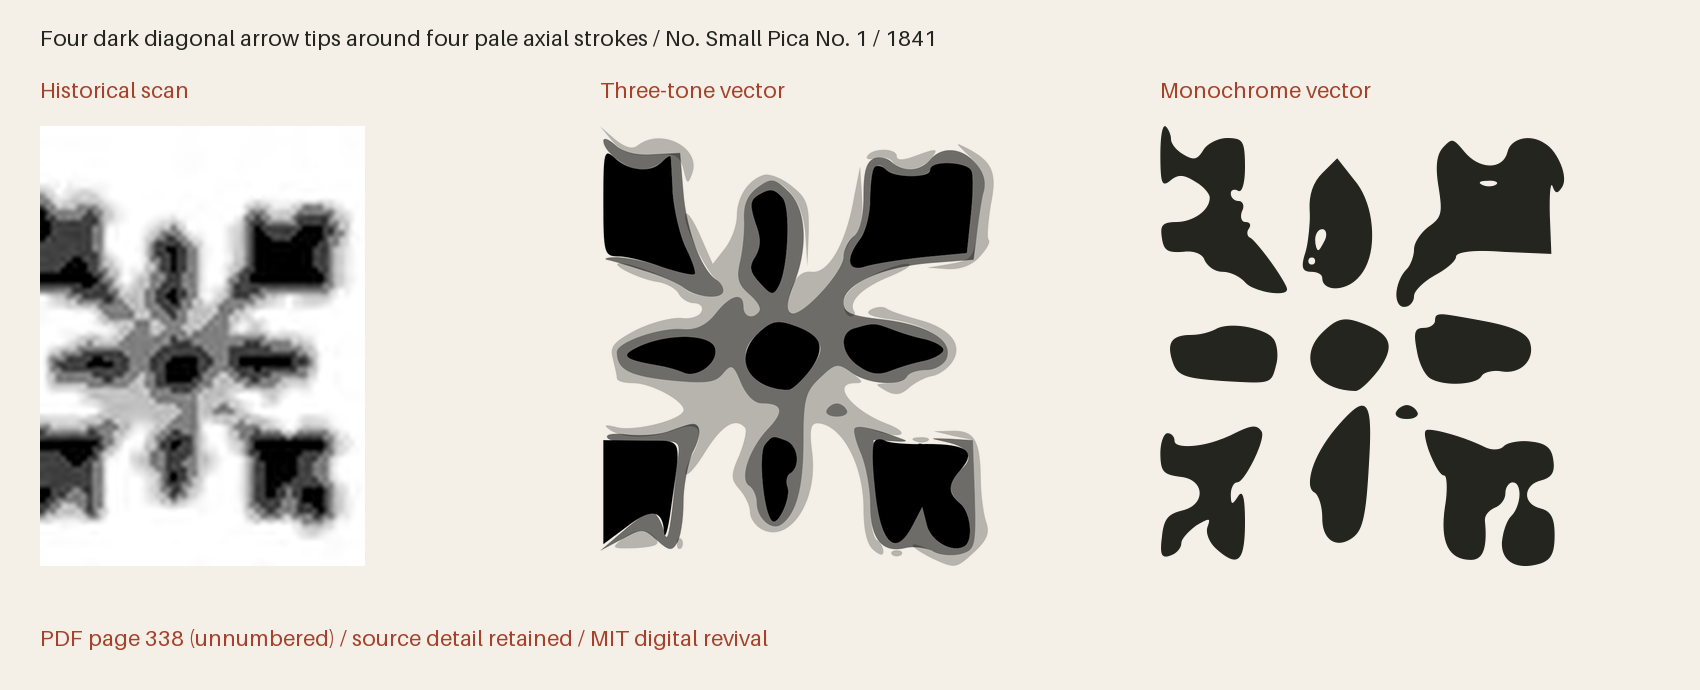 Four dark diagonal arrow tips around four pale axial strokes / No. Small Pica No. 1 / 1841
Historical scan
Three-tone vector
Monochrome vector
PDF page 338 (unnumbered) / source detail retained / MIT digital revival